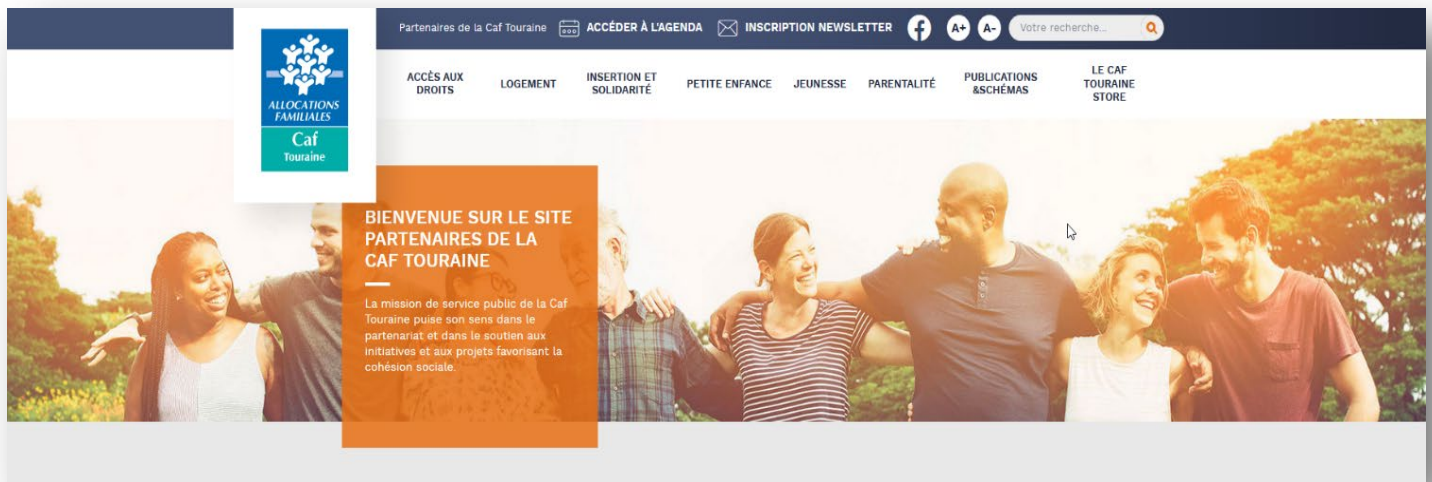 Partenaires de la Caf Touraine
ACCÉDER À L'AGENDA
INSCRIPTION NEWSLETTER
A+
A-
Votre recherche...
ALLOCATIONS
FAMILIALES
Caf
Touraine
ACCÈS AUX
DROITS
LOGEMENT
INSERTION ET
SOLIDARITÉ
PETITE ENFANCE
JEUNESSE
PARENTALITÉ
PUBLICATIONS
&SCHÉMAS
LE CAF
TOURAINE
STORE
BIENVENUE SUR LE SITE
PARTENAIRES DE LA
CAF TOURAINE
La mission de service public de la Caf
Touraine puise son sens dans le
partenariat et dans le soutien aux
initiatives et aux projets favorisant la
cohésion sociale.